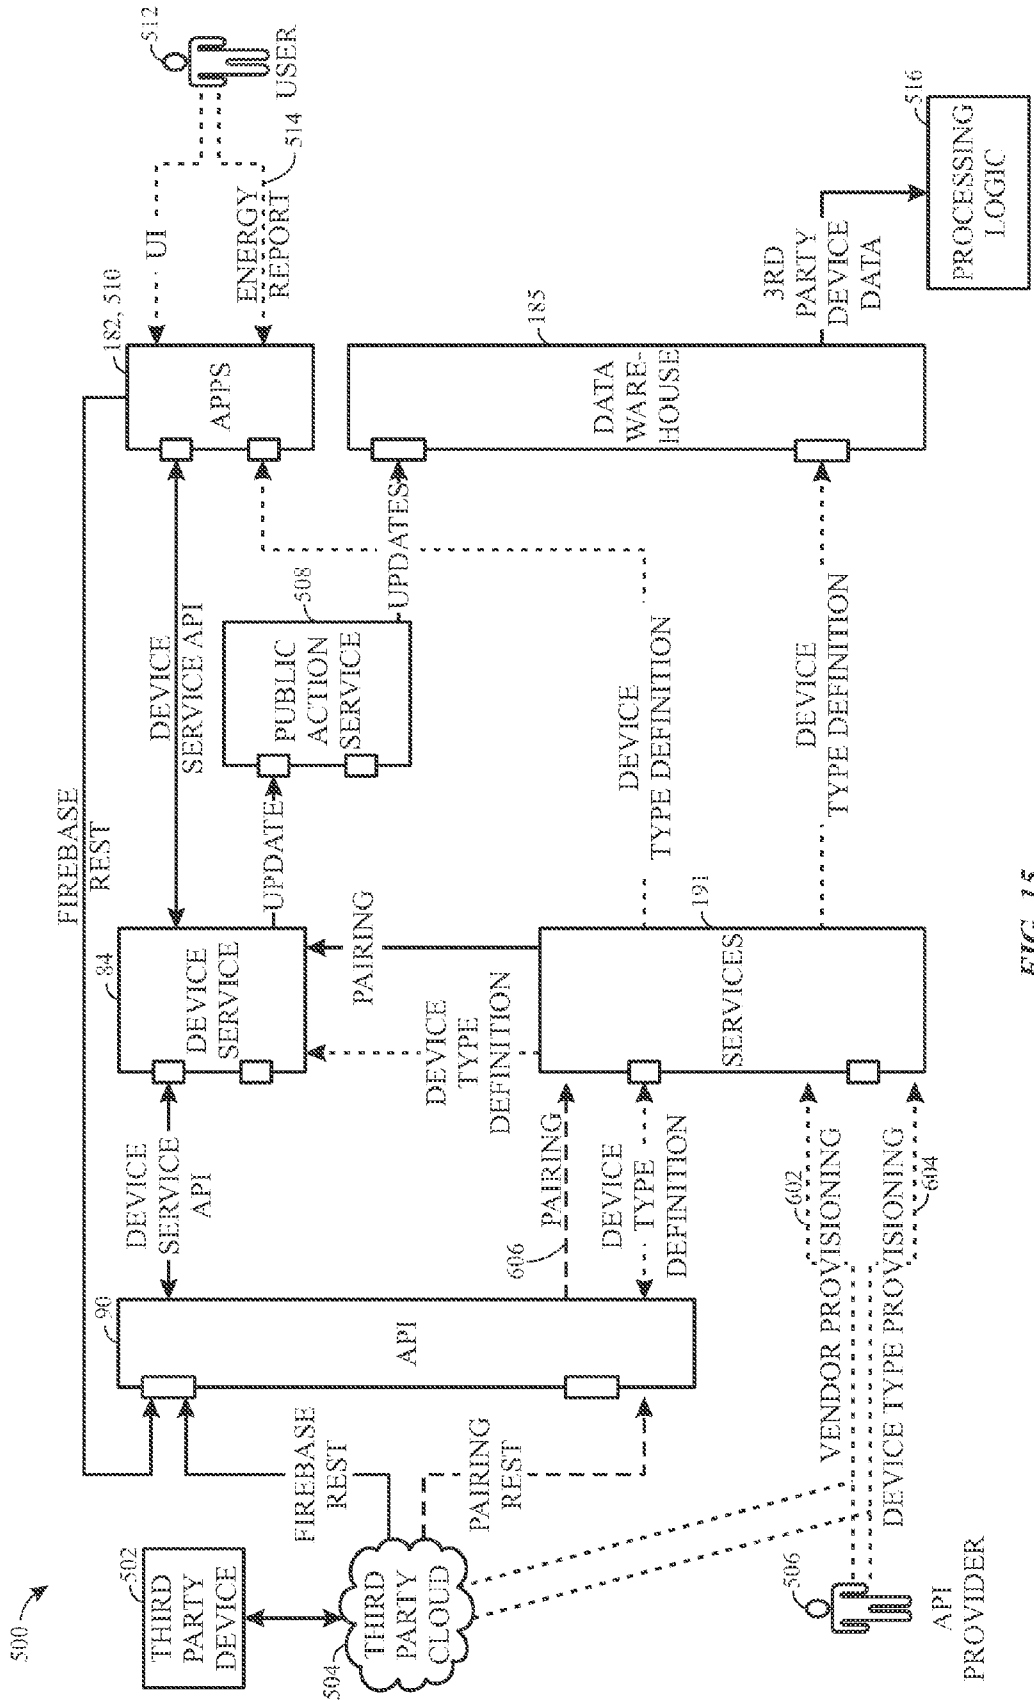 500
THIRD
PARTY
DEVICE
502
THIRD
PARTY
CLOUD
504
FIREBASE
REST
PAIRING
REST
API
PROVIDER
506
FIREBASE
REST
API
90
DEVICE
SERVICE
API
606
PAIRING
DEVICE
TYPE
DEFINITION
VENDOR PROVISIONING
602
DEVICE TYPE PROVISIONING
604
DEVICE
SERVICE
84
PAIRING
DEVICE
TYPE
DEFINITION
SERVICES
191
UPDATE
DEVICE
SERVICE API
PUBLIC
ACTION
SERVICE
508
UPDATES
DEVICE
TYPE DEFINITION
DEVICE
TYPE DEFINITION
APPS
182, 510
DATA
WARE-
HOUSE
185
UI
ENERGY
REPORT
514
512
USER
3RD
PARTY
DEVICE
DATA
PROCESSING
LOGIC
516
FIG. 15